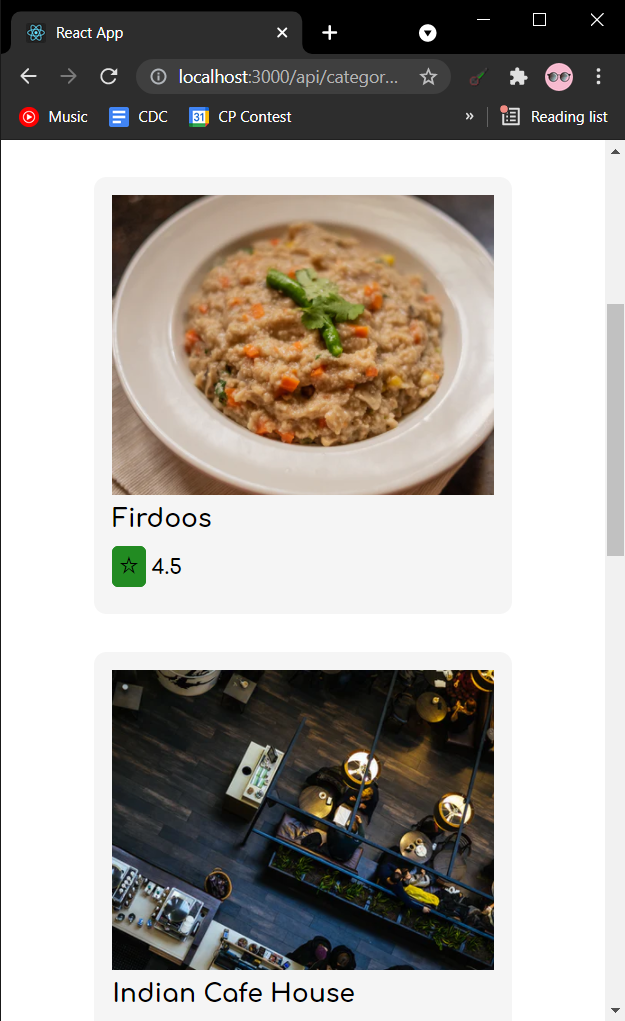 React App
localhost:3000/api/categor...
Music CDC 31 CP Contest » Reading list
Firdoos
4.5
Indian Cafe House